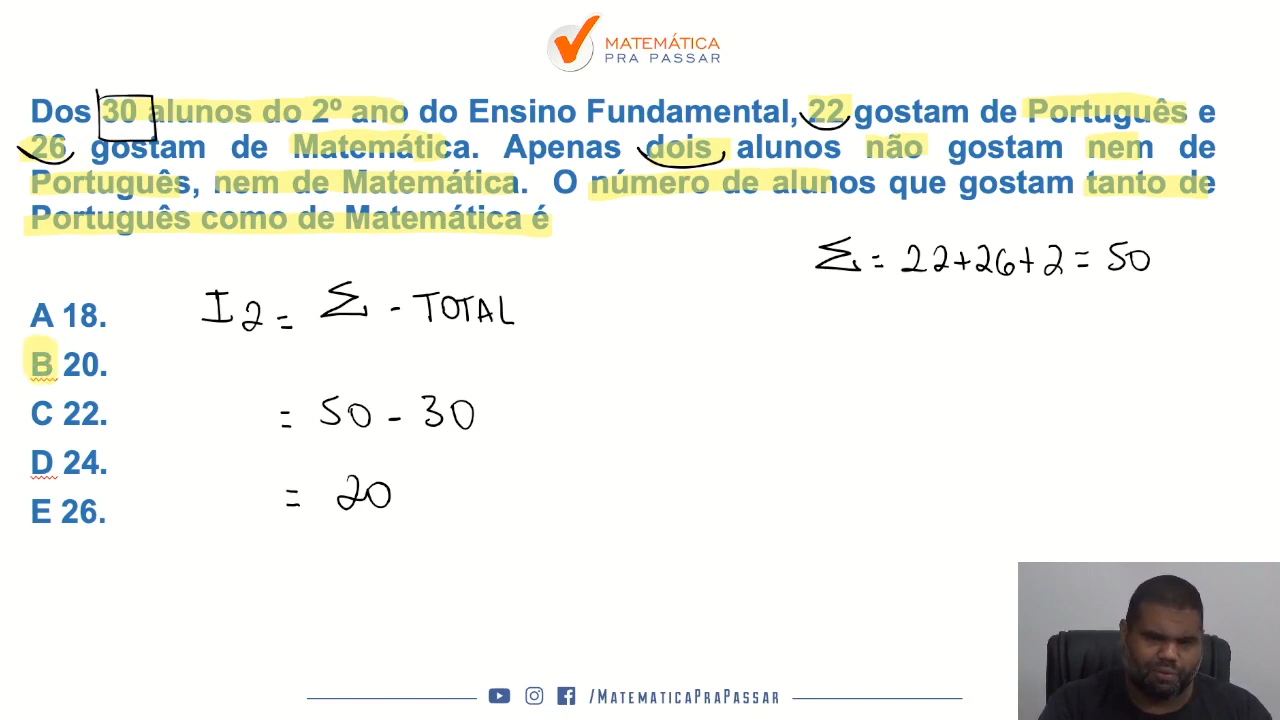 MATEMÁTICA
PRA PASSAR
Dos 30 alunos do 2º ano do Ensino Fundamental, 22 gostam de Português e
26 gostam de Matemática. Apenas dois alunos não gostam nem de
Português, nem de Matemática. O número de alunos que gostam tanto de
Português como de Matemática é
Σ = 22+26+2 = 50
A 18.
I2 = Σ - TOTAL
B 20.
C 22.
= 50 - 30
D 24.
= 20
E 26.
/MATEMATICAPRAPASSAR